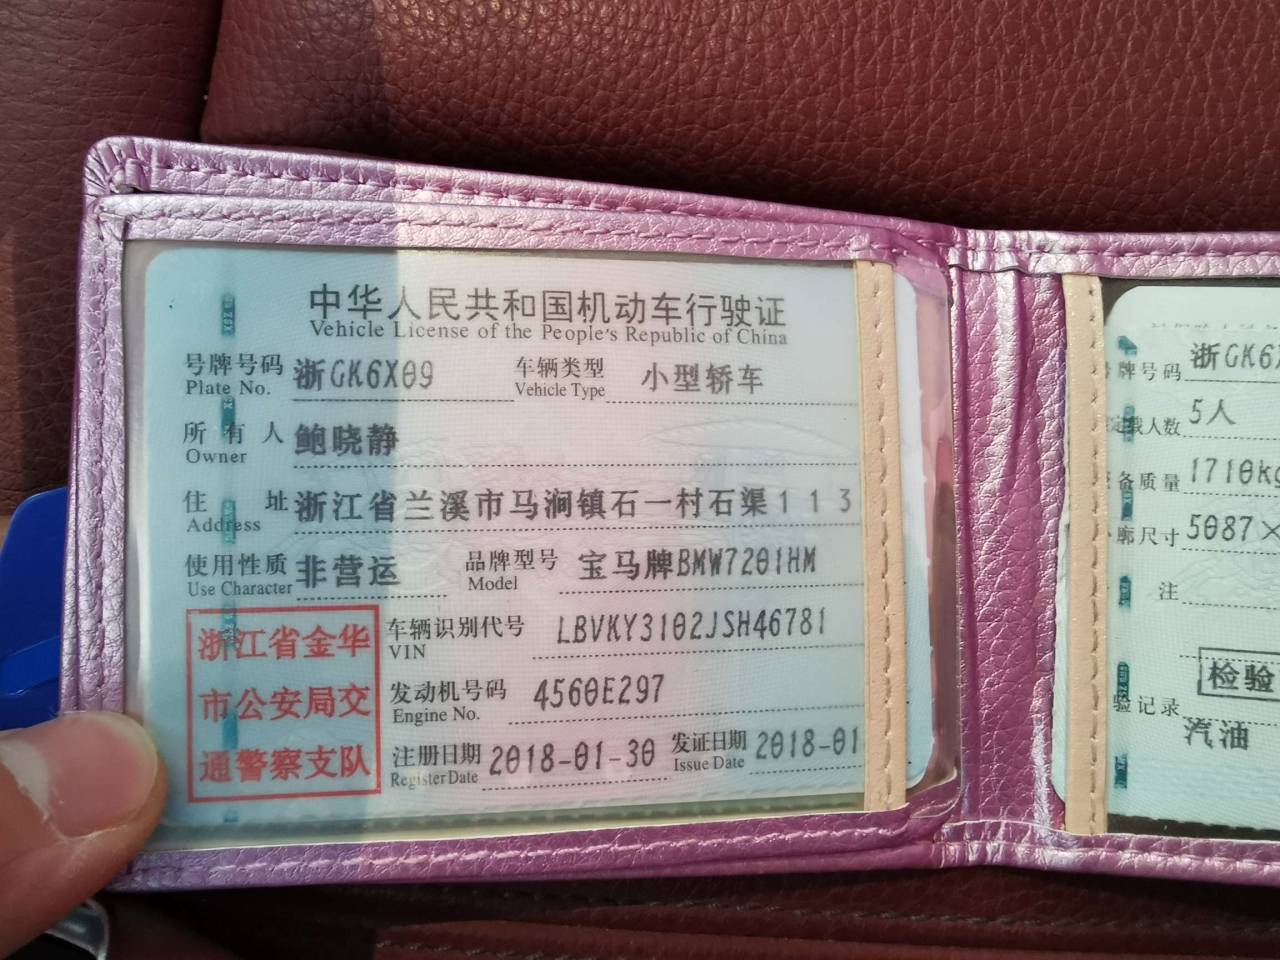 中华人民共和国机动车行驶证
Vehicle License of the People's Republic of China
号牌号码 浙GK6X09 车辆类型 小型轿车
Plate No. Vehicle Type
所有人 鲍晓静
Owner
住址 浙江省兰溪市马涧镇石一村石渠113
Address
使用性质 非营运 品牌型号 宝马牌BMW7201HM
Use Character Model
浙江省金华
市公安局交
通警察支队
车辆识别代号 LBVKY3102JSH46781
VIN
发动机号码 4560E297
Engine No.
注册日期 2018-01-30 发证日期 2018-01
Register Date Issue Date
牌号码 浙GK6
载人数 5人
备质量 1710kg
廓尺寸 5087×
注
检验
验记录
汽油